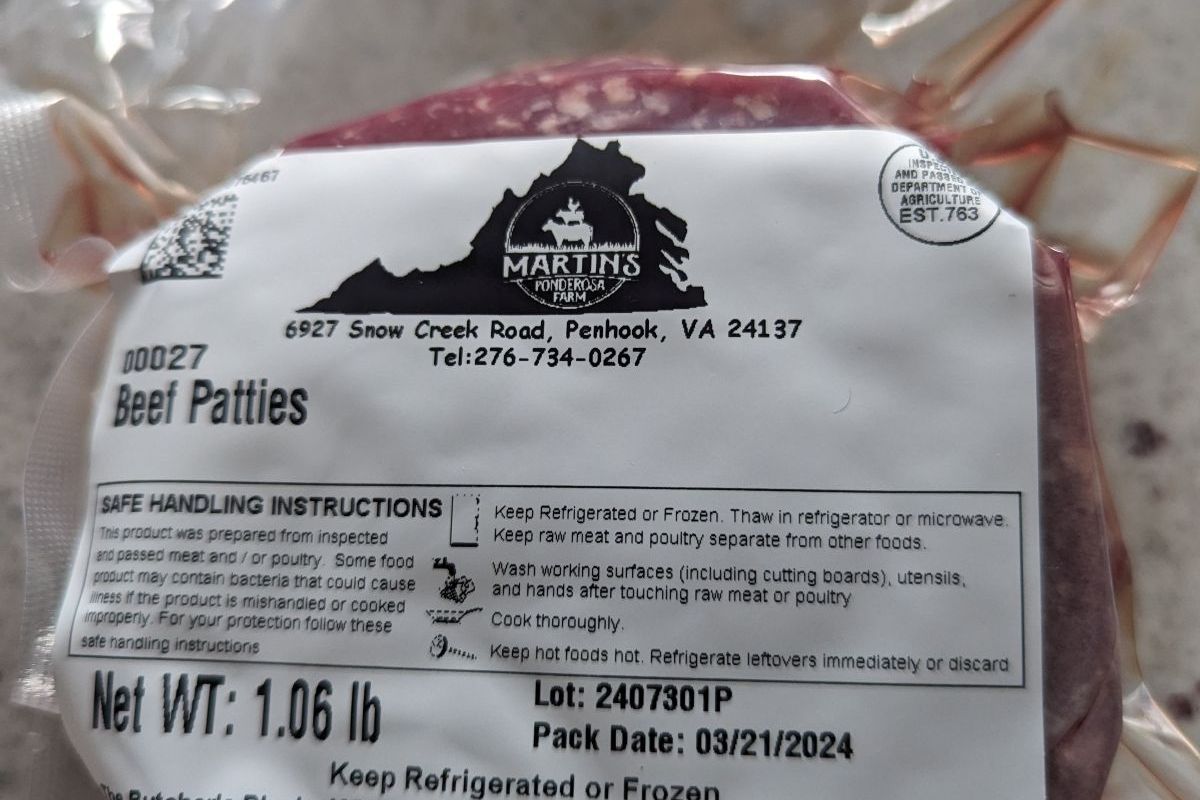 76467
MARTIN'S
PONDEROSA
FARM
INSPEC
AND PASSED
DEPARTMENT O
AGRICULTURE
EST.763
6927 Snow Creek Road, Penhook, VA 24137
Tel:276-734-0267
00027
Beef Patties
SAFE HANDLING INSTRUCTIONS
This product was prepared from inspected
and passed meat and / or poultry. Some food
product may contain bacteria that could cause
illness if the product is mishandled or cooked
improperly. For your protection follow these
safe handling instructions
Keep Refrigerated or Frozen. Thaw in refrigerator or microwave.
Keep raw meat and poultry separate from other foods.
Wash working surfaces (including cutting boards), utensils,
and hands after touching raw meat or poultry
Cook thoroughly.
Keep hot foods hot. Refrigerate leftovers immediately or discard
Net WT: 1.06 lb
Lot: 2407301P
Pack Date: 03/21/2024
Keep Refrigerated or Frozen
The